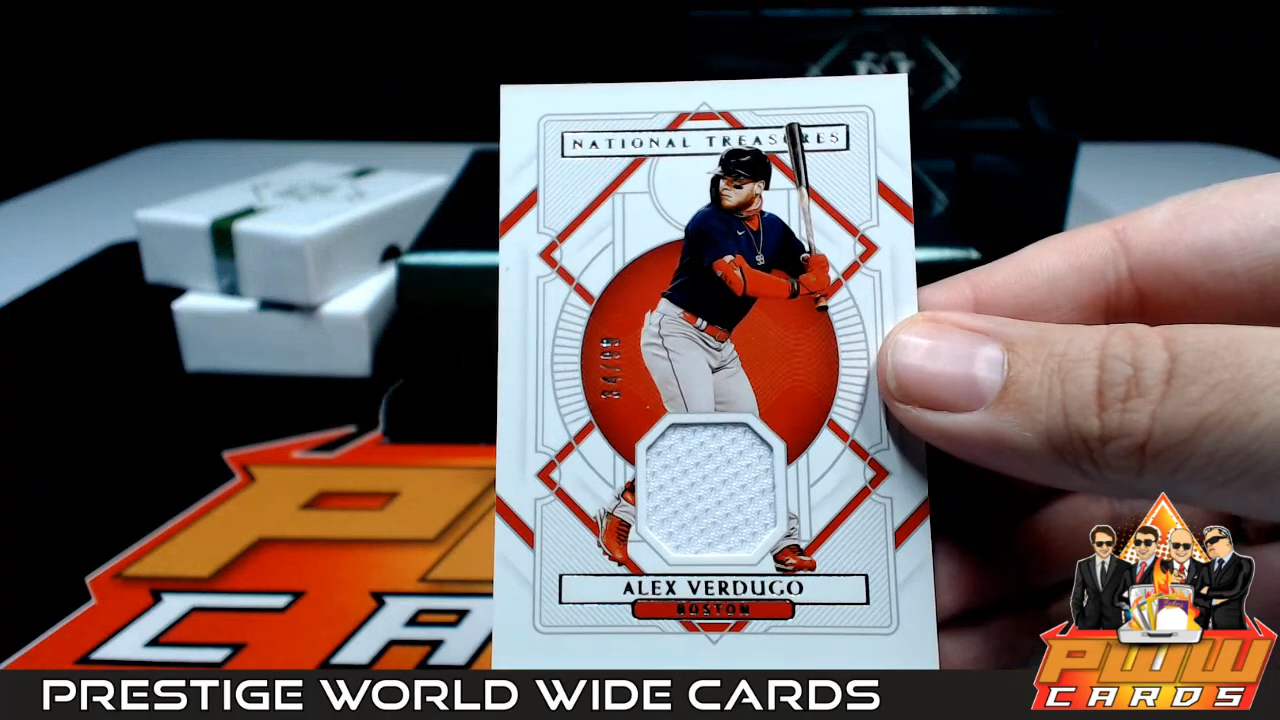 NATIONAL TREASURES
ALEX VERDUGO
BOSTON
PRESTIGE WORLD WIDE CARDS
PWW
CARDS